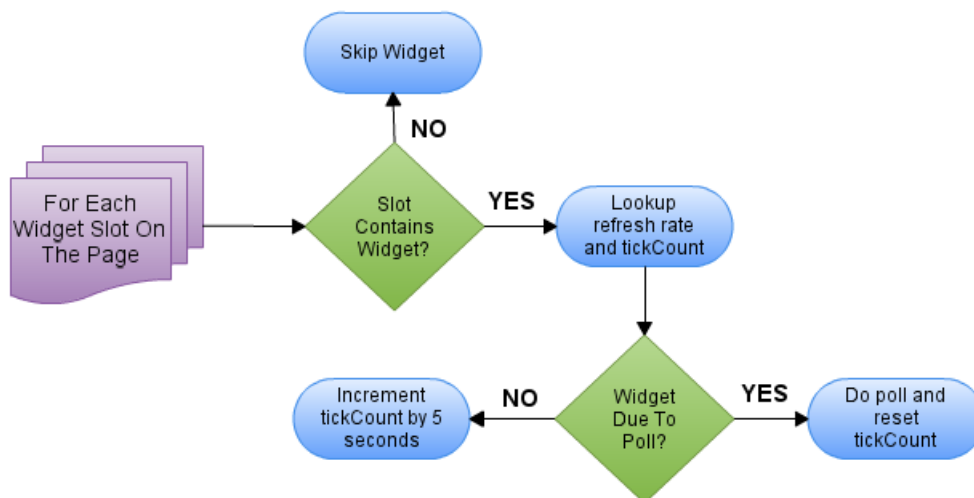 Skip Widget
NO
For Each
Widget Slot On
The Page
Slot
Contains
Widget?
YES
Lookup
refresh rate
and tickCount
Increment
tickCount by 5
seconds
NO
Widget
Due To
Poll?
YES
Do poll and
reset
tickCount